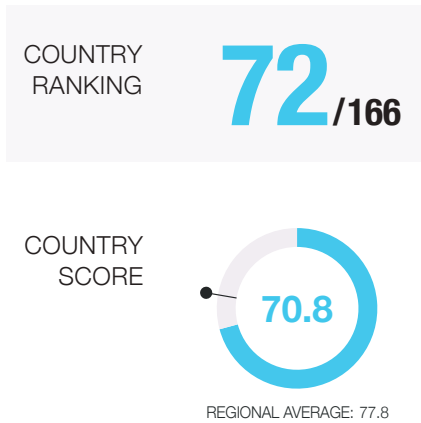 COUNTRY
RANKING
72/166
COUNTRY
SCORE
70.8
REGIONAL AVERAGE: 77.8